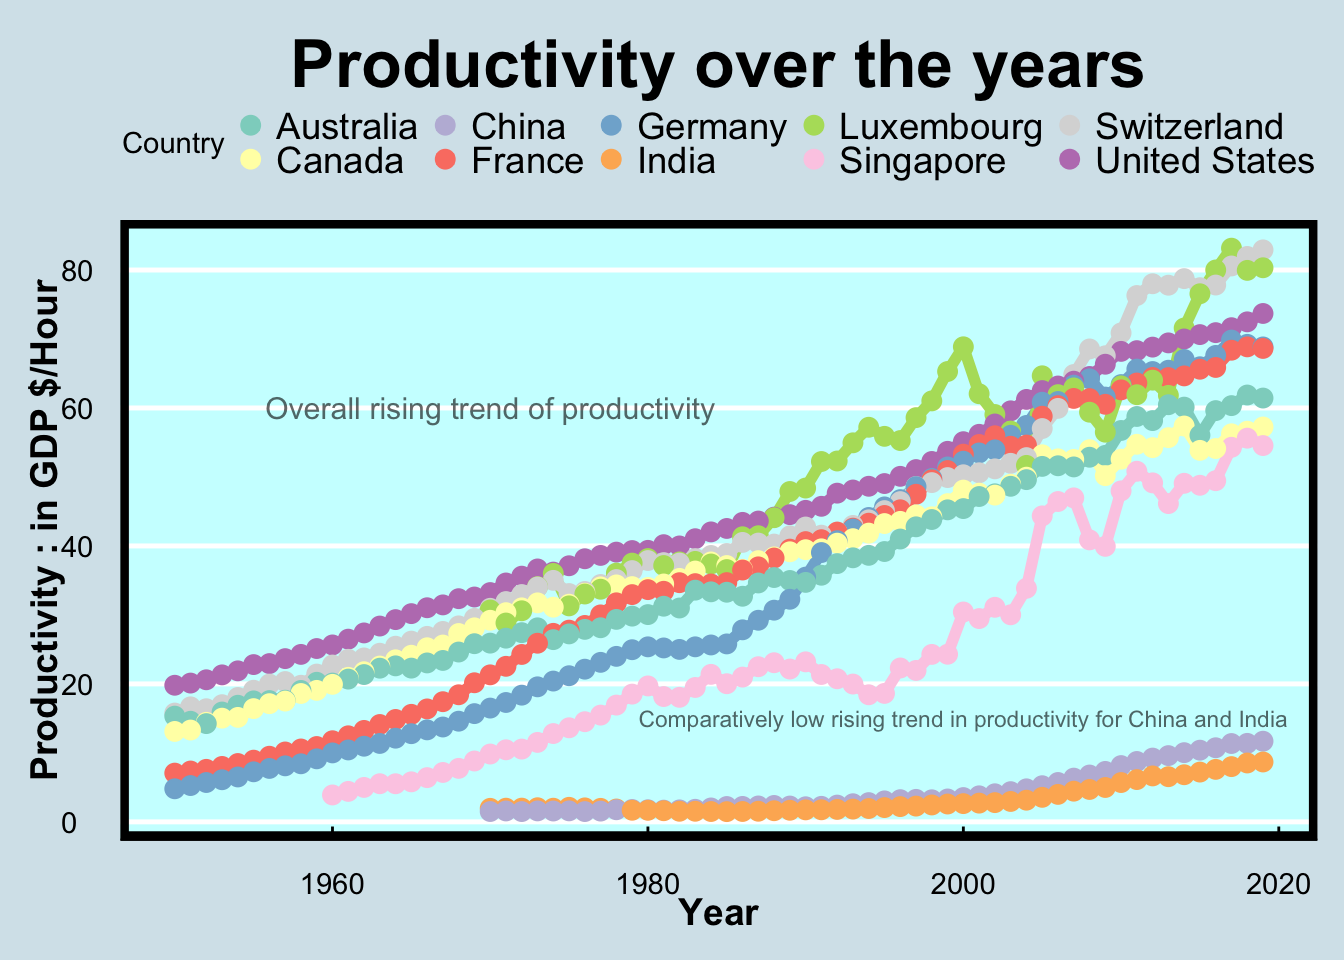 Productivity over the years
Country
Australia China Germany Luxembourg Switzerland
Canada France India Singapore United States
Productivity : in GDP $/Hour
80
60
40
20
0
Overall rising trend of productivity
Comparatively low rising trend in productivity for China and India
1960 1980 2000 2020
Year